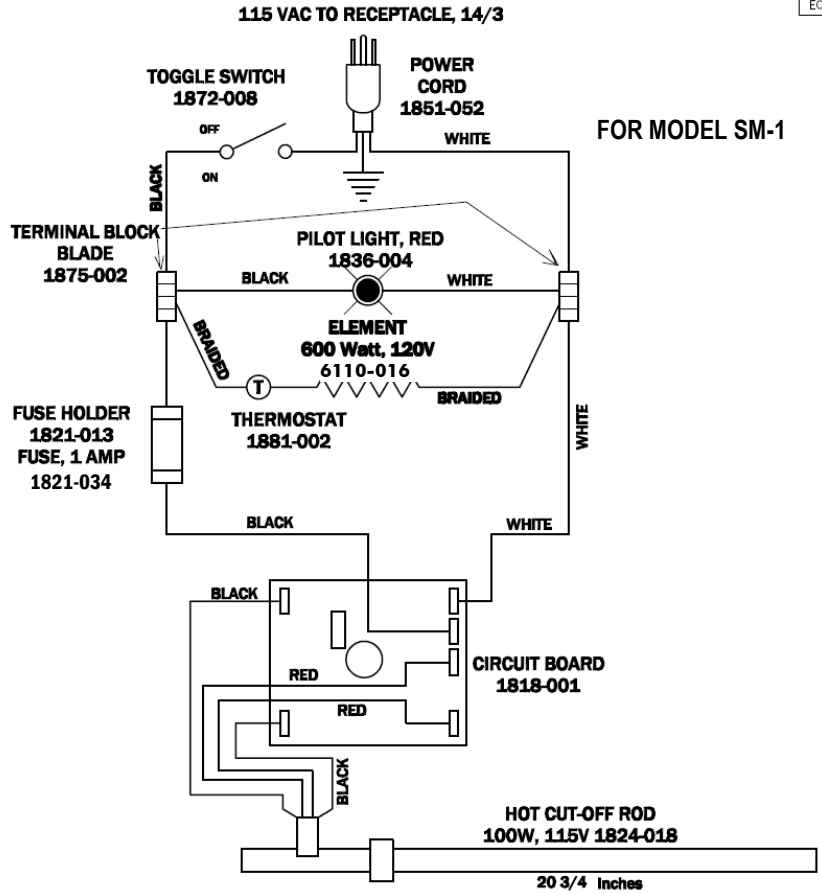 115 VAC TO RECEPTACLE, 14/3
TOGGLE SWITCH
1872-008
POWER
CORD
1851-052
FOR MODEL SM-1
OFF
WHITE
ON
BLACK
TERMINAL BLOCK
BLADE
1875-002
PILOT LIGHT, RED
1836-004
BLACK
WHITE
ELEMENT
600 Watt, 120V
6110-016
BRAIDED
T
BRAIDED
THERMOSTAT
1881-002
FUSE HOLDER
1821-013
FUSE, 1 AMP
1821-034
WHITE
BLACK
WHITE
BLACK
CIRCUIT BOARD
1818-001
RED
RED
BLACK
HOT CUT-OFF ROD
100W, 115V 1824-018
20 3/4 Inches